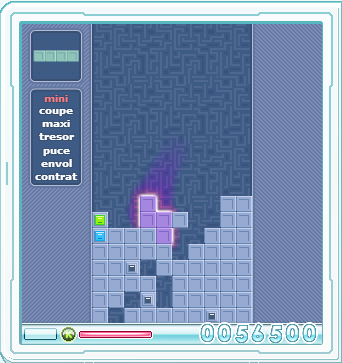 mini
coupe
maxi
tresor
puce
envol
contrat
0056500